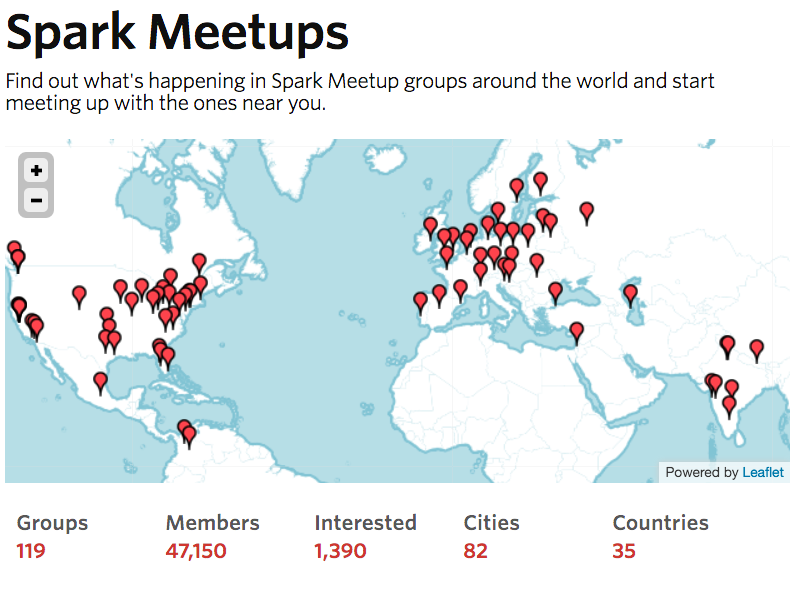 Spark Meetups
Find out what's happening in Spark Meetup groups around the world and start
meeting up with the ones near you.
+
−
Powered by Leaflet
Groups Members Interested Cities Countries
119 47,150 1,390 82 35